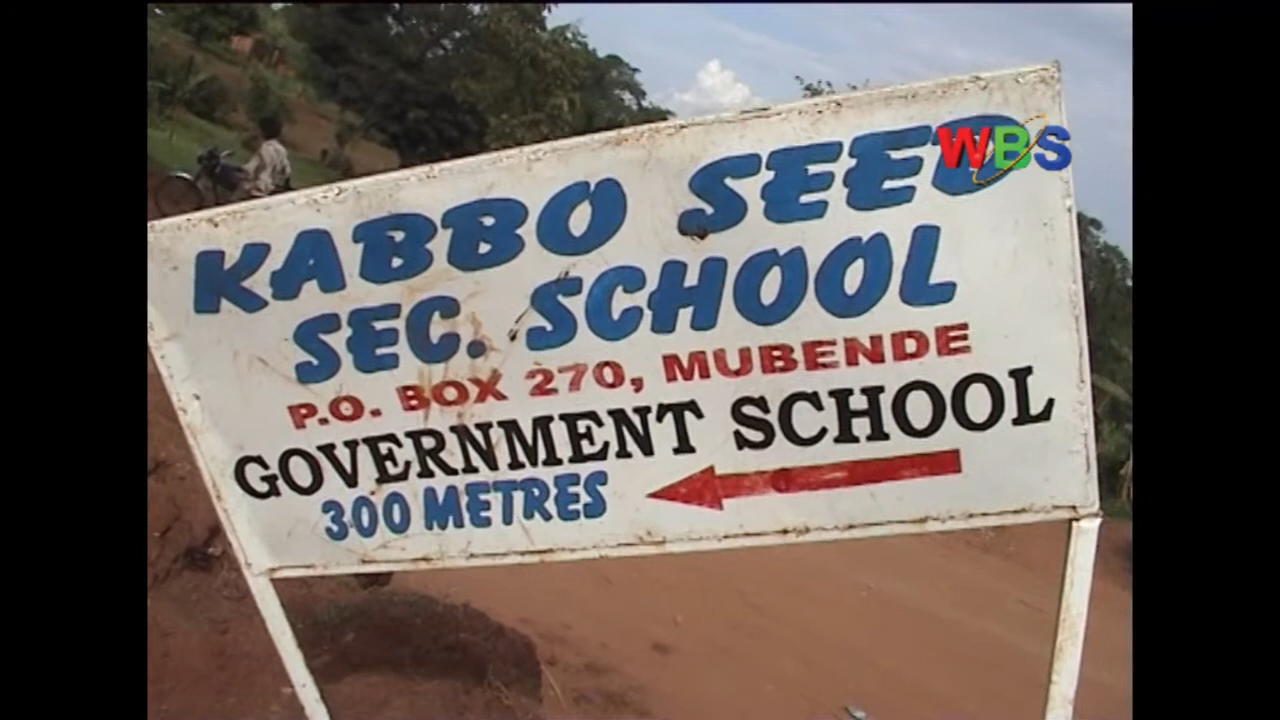 KABBO SEED
SEC. SCHOOL
P.O. BOX 270, MUBENDE
GOVERNMENT SCHOOL
300 METRES
WBS